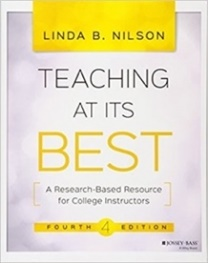 LINDA B. NILSON
TEACHING
AT ITS
BEST
A Research-Based Resource
for College Instructors
FOURTH 4 EDITION
JOSSEY-BASS
A Wiley Brand